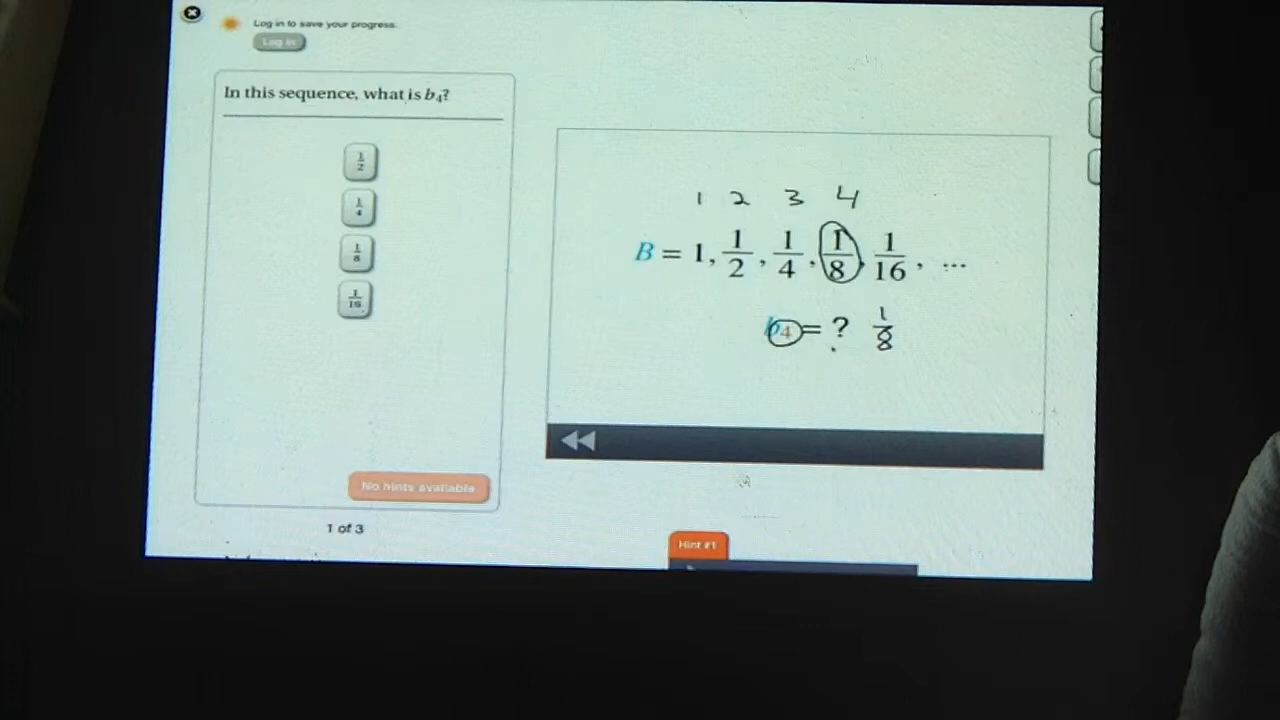 Log in to save your progress.
Log in
In this sequence, what is b4?
1/2
1/4
1/8
1/16
No hints available
1 of 3
1 2 3 4
B = 1, 1/2, 1/4, 1/8, 1/16, ...
b4 = ? 1/8
Hint #1